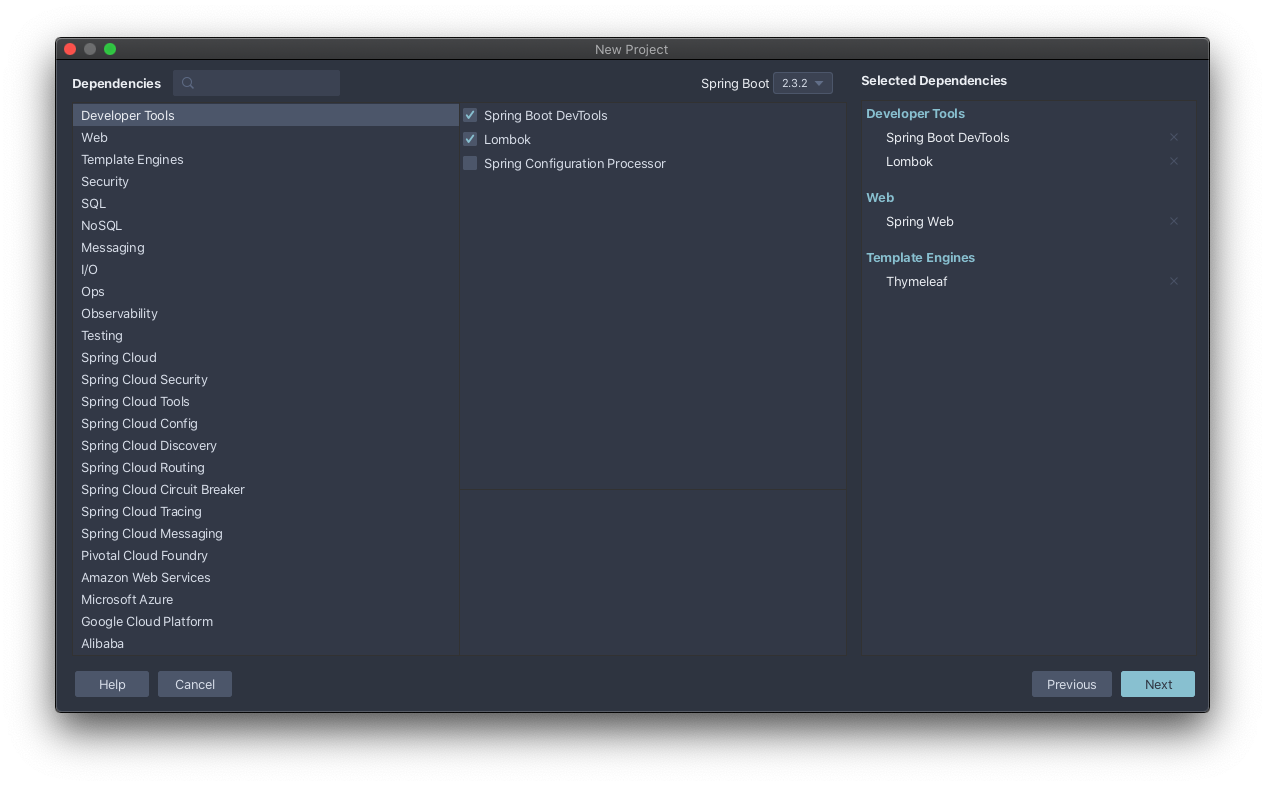 New Project
Dependencies
Spring Boot 2.3.2
Selected Dependencies
Developer Tools
Web
Template Engines
Security
SQL
NoSQL
Messaging
I/O
Ops
Observability
Testing
Spring Cloud
Spring Cloud Security
Spring Cloud Tools
Spring Cloud Config
Spring Cloud Discovery
Spring Cloud Routing
Spring Cloud Circuit Breaker
Spring Cloud Tracing
Spring Cloud Messaging
Pivotal Cloud Foundry
Amazon Web Services
Microsoft Azure
Google Cloud Platform
Alibaba
Spring Boot DevTools
Lombok
Spring Configuration Processor
Developer Tools
Spring Boot DevTools
Lombok
Web
Spring Web
Template Engines
Thymeleaf
Help
Cancel
Previous
Next